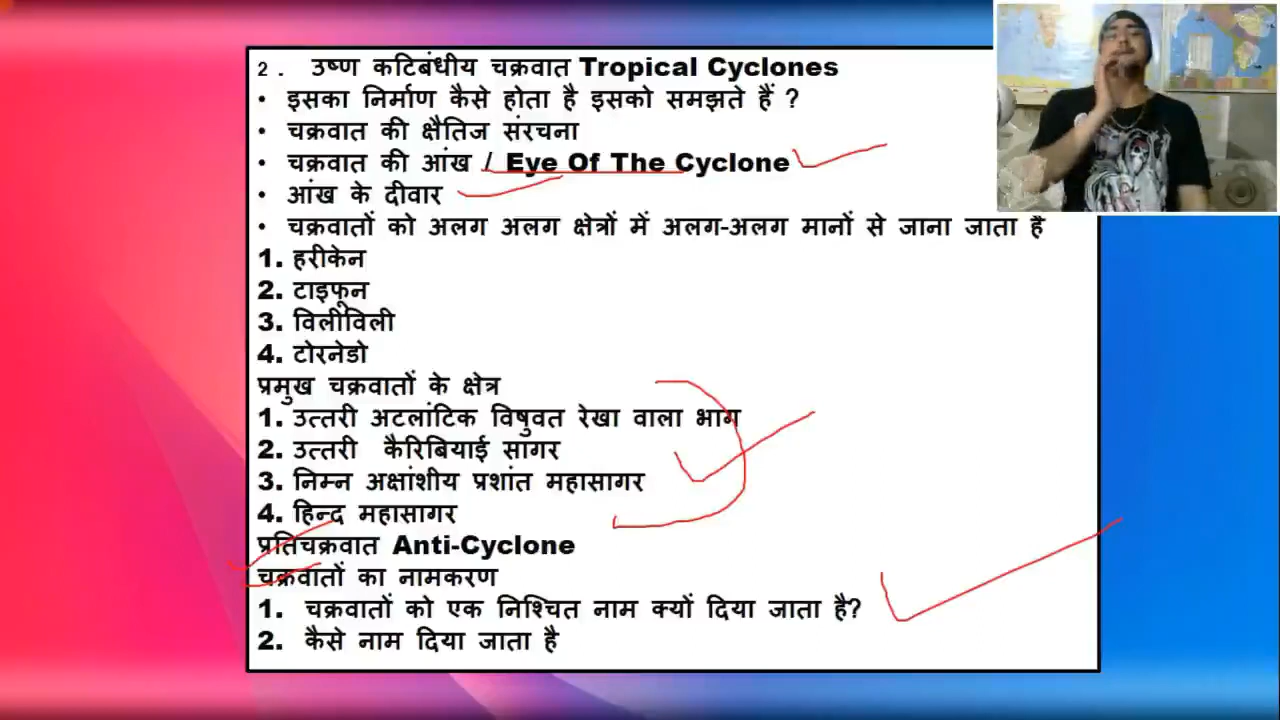 2 . उष्ण कटिबंधीय चक्रवात Tropical Cyclones
• इसका निर्माण कैसे होता है इसको समझते हैं ?
• चक्रवात की क्षैतिज संरचना
• चक्रवात की आंख / Eye Of The Cyclone
• आंख के दीवार
• चक्रवातों को अलग अलग क्षेत्रों में अलग-अलग मानों से जाना जाता है
1. हरीकेन
2. टाइफून
3. विलीविली
4. टोरनेडो
प्रमुख चक्रवातों के क्षेत्र
1. उत्तरी अटलांटिक विषुवत रेखा वाला भाग
2. उत्तरी कैरिबियाई सागर
3. निम्न अक्षांशीय प्रशांत महासागर
4. हिन्द महासागर
प्रतिचक्रवात Anti-Cyclone
चक्रवातों का नामकरण
1. चक्रवातों को एक निश्चित नाम क्यों दिया जाता है?
2. कैसे नाम दिया जाता है